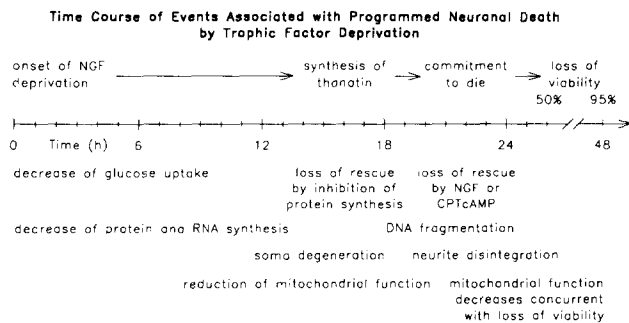 Time Course of Events Associated with Programmed Neuronal Death
by Trophic Factor Deprivation
onset of NGF deprivation
synthesis of thanatin
commitment to die
loss of viability
50% 95%
0 Time (h) 6 12 18 24 48
decrease of glucose uptake
loss of rescue by inhibition of protein synthesis
loss of rescue by NGF or CPTcAMP
decrease of protein and RNA synthesis
DNA fragmentation
soma degeneration
neurite disintegration
reduction of mitochondrial function
mitochondrial function decreases concurrent with loss of viability